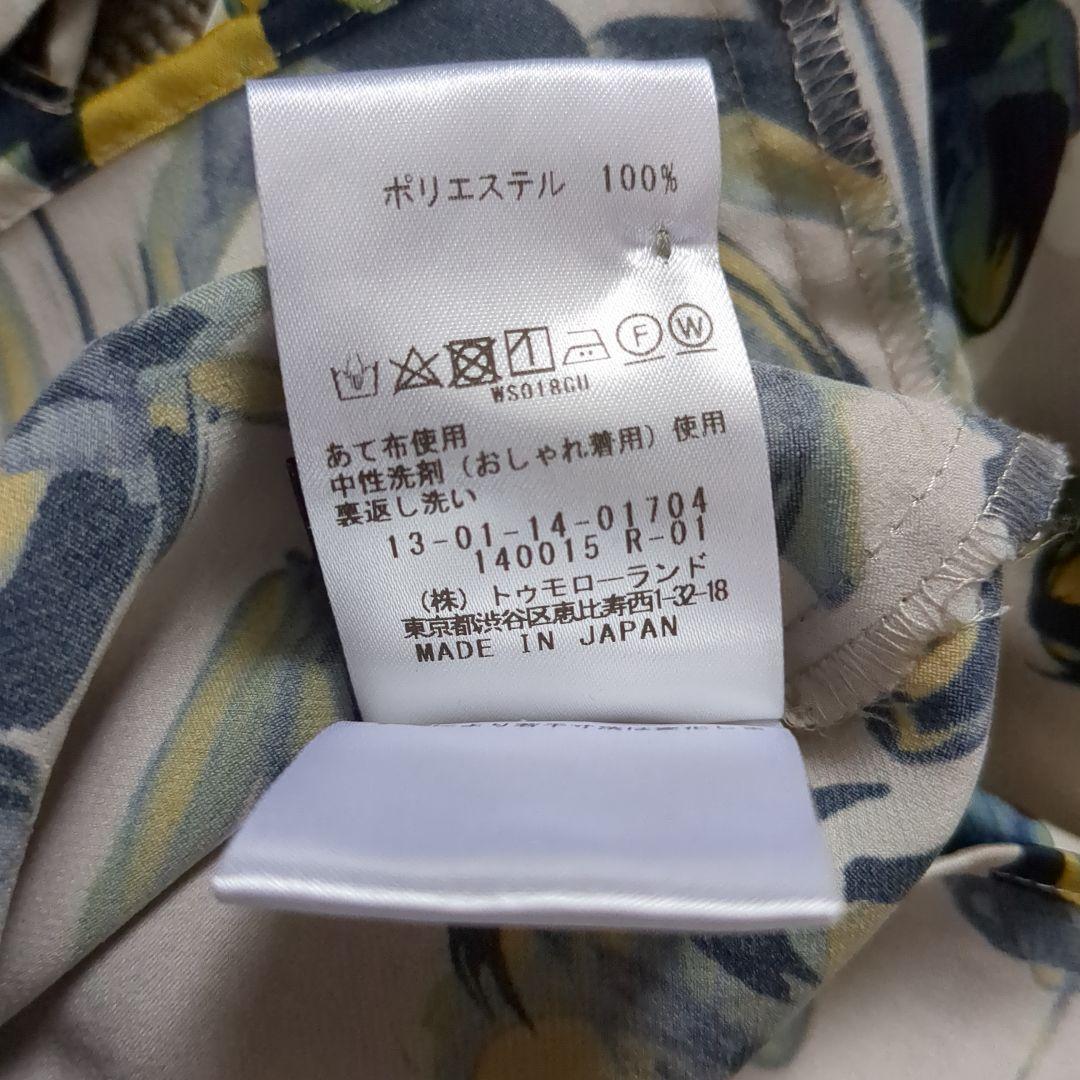 ポリエステル 100%
F W
WS018GU
あて布使用
中性洗剤（おしゃれ着用）使用
裏返し洗い
13-01-14-01704
140015 R-01
（株）トゥモローランド
東京都渋谷区恵比寿西1-32-18
MADE IN JAPAN